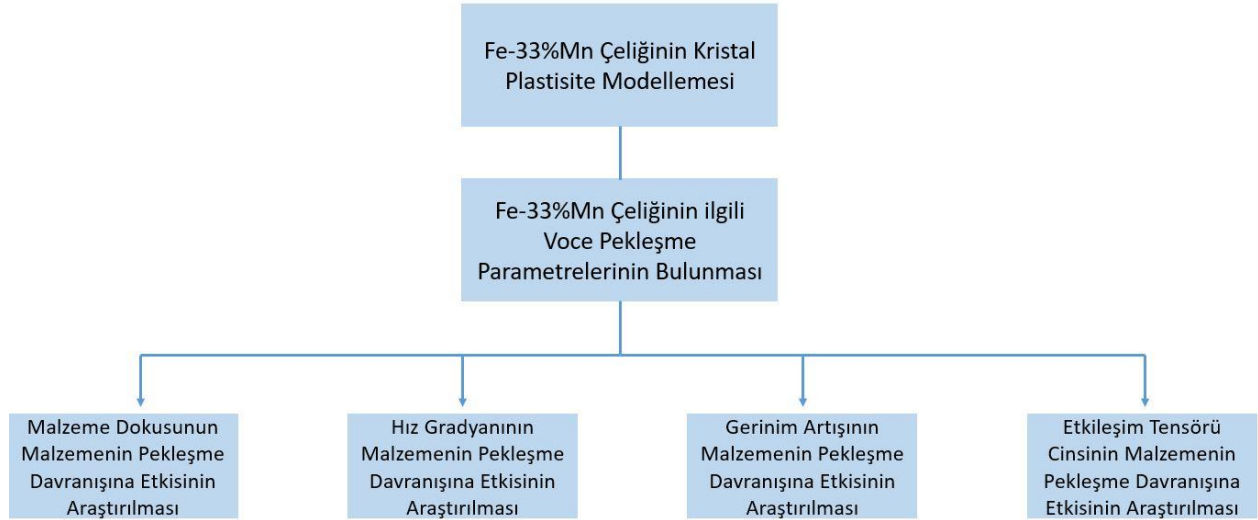 Fe-33%Mn Çeliğinin Kristal
Plastisite Modellemesi
Fe-33%Mn Çeliğinin ilgili
Voce Pekleşme
Parametrelerinin Bulunması
Malzeme Dokusunun
Malzemenin Pekleşme
Davranışına Etkisinin
Araştırılması
Hız Gradyanının
Malzemenin Pekleşme
Davranışına Etkisinin
Araştırılması
Gerinim Artışının
Malzemenin Pekleşme
Davranışına Etkisinin
Araştırılması
Etkileşim Tensörü
Cinsinin Malzemenin
Pekleşme Davranışına
Etkisinin Araştırılması